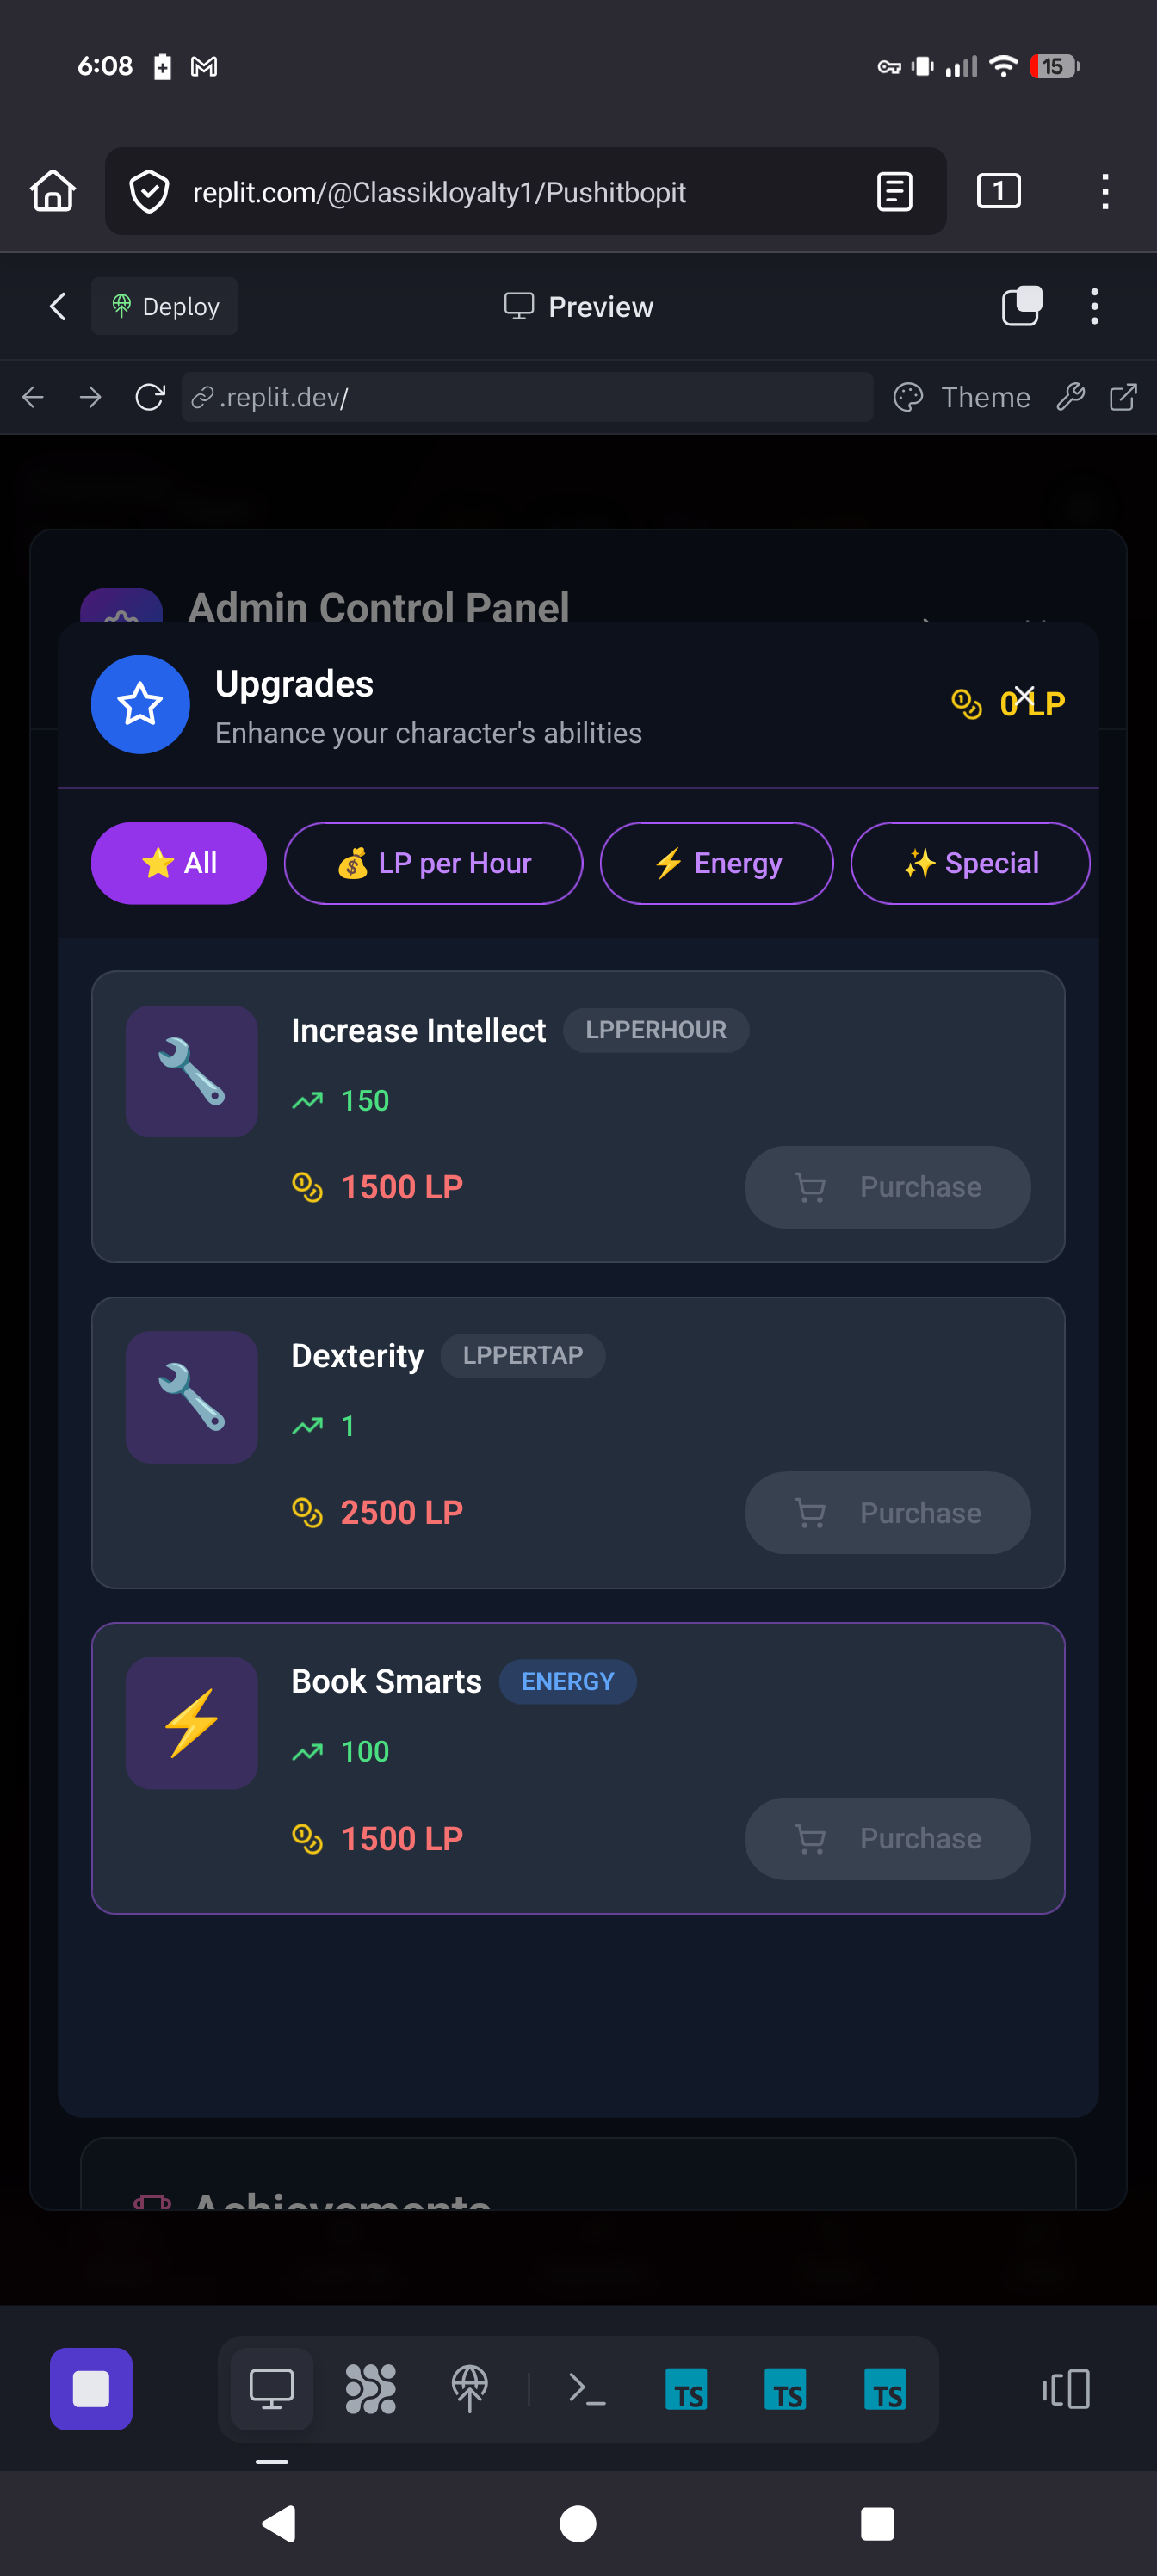 6:08
15
replit.com/@Classikloyalty1/Pushitbopit
1
Deploy
Preview
.replit.dev/
Theme
Admin Control Panel
Upgrades
Enhance your character's abilities
0 LP
All
LP per Hour
Energy
Special
Increase Intellect
LPPERHOUR
150
1500 LP
Purchase
Dexterity
LPPERTAP
1
2500 LP
Purchase
Book Smarts
ENERGY
100
1500 LP
Purchase
Achievements
TS
TS
TS